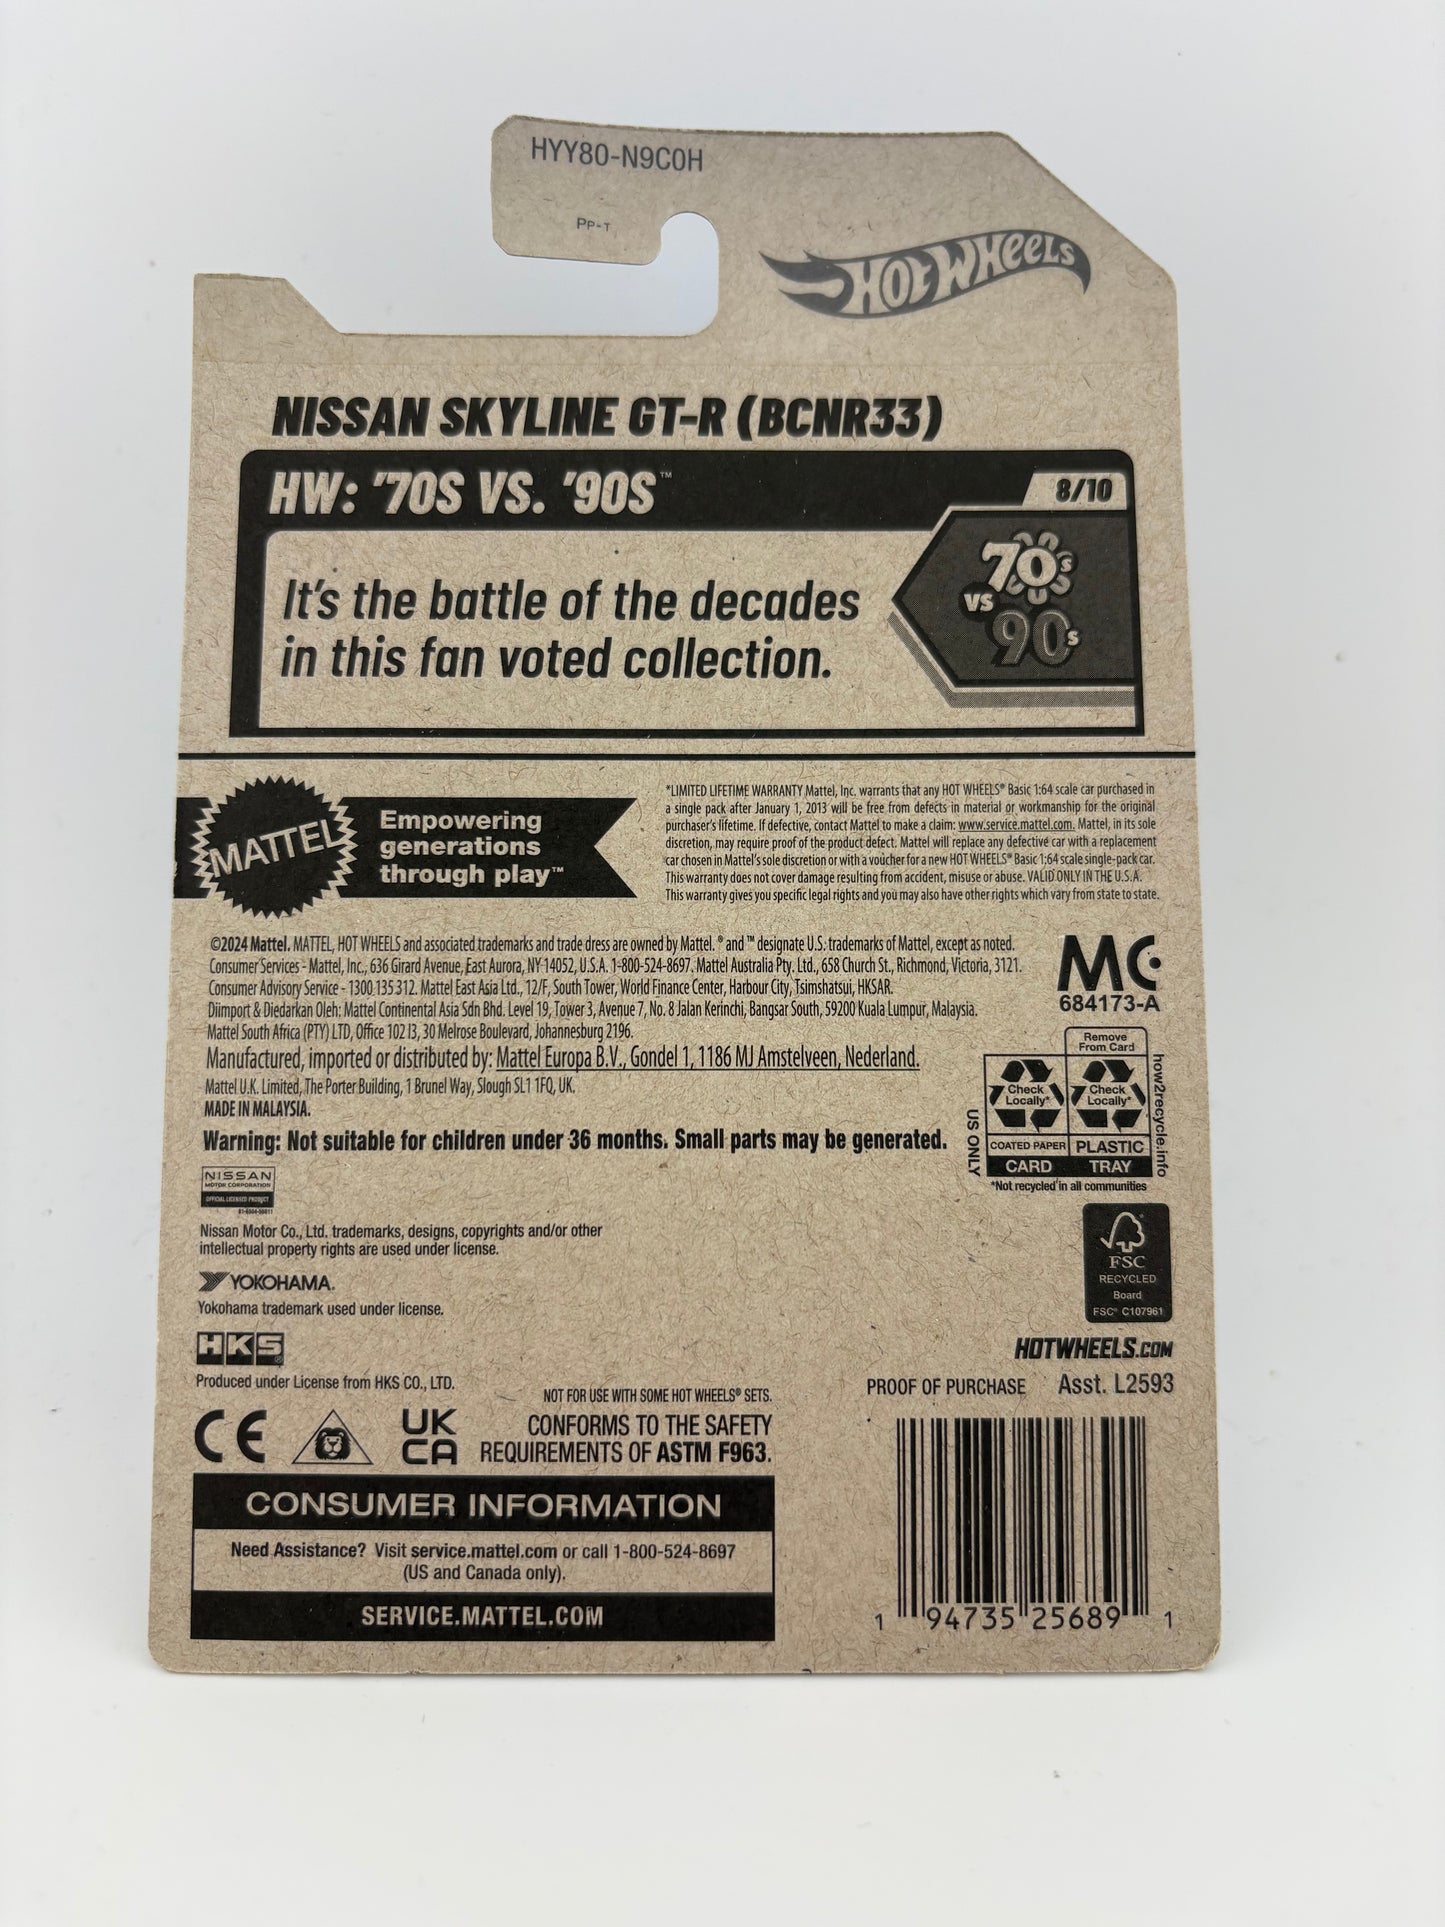 HYY80-N9C0H
PP-T
HOT WHEELS
NISSAN SKYLINE GT-R (BCNR33)
HW: '70S VS. '90S™
8/10
It's the battle of the decades
in this fan voted collection.
70s
vs
90s
MATTEL
Empowering
generations
through play™
*LIMITED LIFETIME WARRANTY Mattel, Inc. warrants that any HOT WHEELS® Basic 1:64 scale car purchased in
a single pack after January 1, 2013 will be free from defects in material or workmanship for the original
purchaser's lifetime. If defective, contact Mattel to make a claim: www.service.mattel.com. Mattel, in its sole
discretion, may require proof of the product defect. Mattel will replace any defective car with a replacement
car chosen in Mattel's sole discretion or with a voucher for a new HOT WHEELS® Basic 1:64 scale single-pack car.
This warranty does not cover damage resulting from accident, misuse or abuse. VALID ONLY IN THE U.S.A.
This warranty gives you specific legal rights and you may also have other rights which vary from state to state.
©2024 Mattel. MATTEL, HOT WHEELS and associated trademarks and trade dress are owned by Mattel. ® and ™ designate U.S. trademarks of Mattel, except as noted.
Consumer Services - Mattel, Inc., 636 Girard Avenue, East Aurora, NY 14052, U.S.A. 1-800-524-8697. Mattel Australia Pty. Ltd., 658 Church St., Richmond, Victoria, 3121.
Consumer Advisory Service - 1300 135 312. Mattel East Asia Ltd., 12/F, South Tower, World Finance Center, Harbour City, Tsimshatsui, HKSAR.
Diimport & Diedarkan Oleh: Mattel Continental Asia Sdn Bhd. Level 19, Tower 3, Avenue 7, No. 8 Jalan Kerinchi, Bangsar South, 59200 Kuala Lumpur, Malaysia.
Mattel South Africa (PTY) LTD, Office 102 I3, 30 Melrose Boulevard, Johannesburg 2196.
Manufactured, imported or distributed by: Mattel Europa B.V., Gondel 1, 1186 MJ Amstelveen, Nederland.
Mattel U.K. Limited, The Porter Building, 1 Brunel Way, Slough SL1 1FQ, UK.
MADE IN MALAYSIA.
Warning: Not suitable for children under 36 months. Small parts may be generated.
MC
684173-A
Remove
From Card
Check
Locally*
Check
Locally*
COATED PAPER
PLASTIC
CARD
TRAY
US ONLY
how2recycle.info
*Not recycled in all communities
NISSAN
MOTOR CORPORATION
OFFICIAL LICENSED PRODUCT
Nissan Motor Co., Ltd. trademarks, designs, copyrights and/or other
intellectual property rights are used under license.
YOKOHAMA.
Yokohama trademark used under license.
HKS
Produced under License from HKS CO., LTD.
FSC
RECYCLED
Board
FSC® C107961
HOTWHEELS.COM
PROOF OF PURCHASE
Asst. L2593
NOT FOR USE WITH SOME HOT WHEELS® SETS.
CE
UK
CA
CONFORMS TO THE SAFETY
REQUIREMENTS OF ASTM F963.
CONSUMER INFORMATION
Need Assistance? Visit service.mattel.com or call 1-800-524-8697
(US and Canada only).
SERVICE.MATTEL.COM
1 94735 25689 1